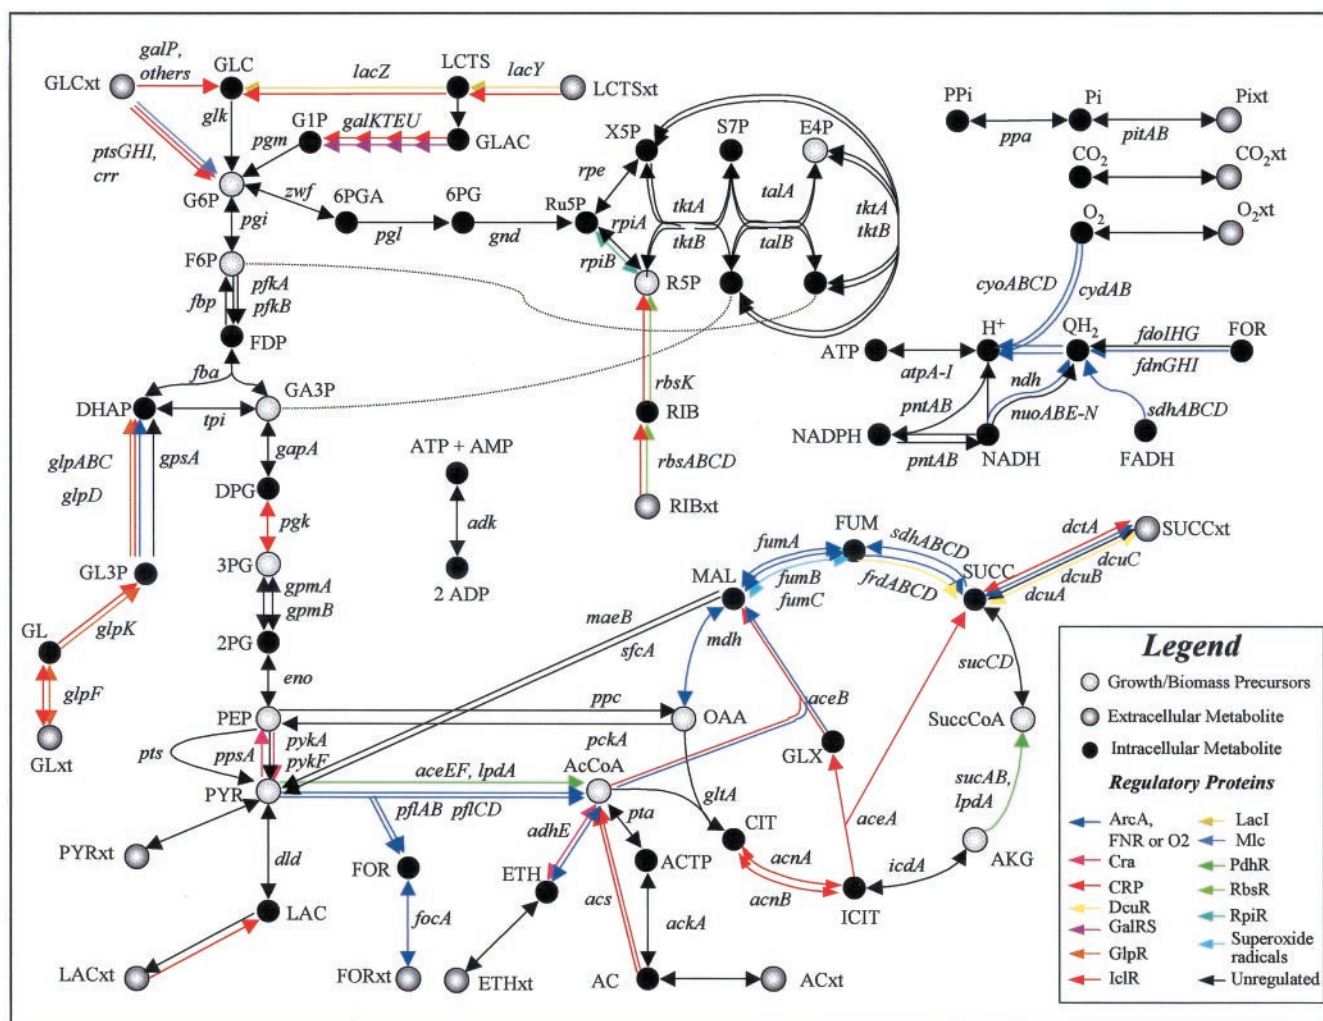 galP,
others
GLCxt
GLC
lacZ
LCTS
lacY
LCTSxt
glk
G1P
galKTEU
GLAC
pgm
ptsGHI,
crr
G6P
zwf
6PGA
pgl
6PG
gnd
Ru5P
rpe
X5P
S7P
E4P
rpiA
rpiB
R5P
tktA
tktB
talA
talB
tktA
tktB
pgi
F6P
fbp
pfkA
pfkB
FDP
fba
GA3P
DHAP
tpi
glpABC
glpD
gpsA
gapA
DPG
pgk
3PG
gpmA
gpmB
2PG
eno
GL3P
GL
glpK
glpF
GLxt
ATP + AMP
adk
2 ADP
rbsK
RIB
rbsABCD
RIBxt
PPi
ppa
Pi
pitAB
Pixt
CO2
CO2xt
O2
O2xt
cyoABCD
cydAB
H+
QH2
fdoIHG
FOR
fdnGHI
ATP
atpA-I
ndh
pntAB
nuoABE-N
sdhABCD
NADPH
pntAB
NADH
FADH
PEP
ppc
OAA
pckA
pts
ppsA
pykA
pykF
PYR
PYRxt
dld
LAC
LACxt
maeB
sfcA
aceEF, lpdA
AcCoA
pflAB pflCD
FOR
focA
FORxt
adhE
ETH
ETHxt
pta
ACTP
acs
ackA
AC
ACxt
gltA
CIT
acnA
acnB
ICIT
icdA
AKG
aceA
aceB
GLX
mdh
MAL
fumA
fumB
fumC
FUM
sdhABCD
frdABCD
SUCC
dctA
SUCCxt
dcuC
dcuB
dcuA
sucCD
SuccCoA
sucAB,
lpdA
Legend
Growth/Biomass Precursors
Extracellular Metabolite
Intracellular Metabolite
Regulatory Proteins
ArcA,
FNR or O2
Cra
CRP
DcuR
GalRS
GlpR
IclR
LacI
Mlc
PdhR
RbsR
RpiR
Superoxide
radicals
Unregulated